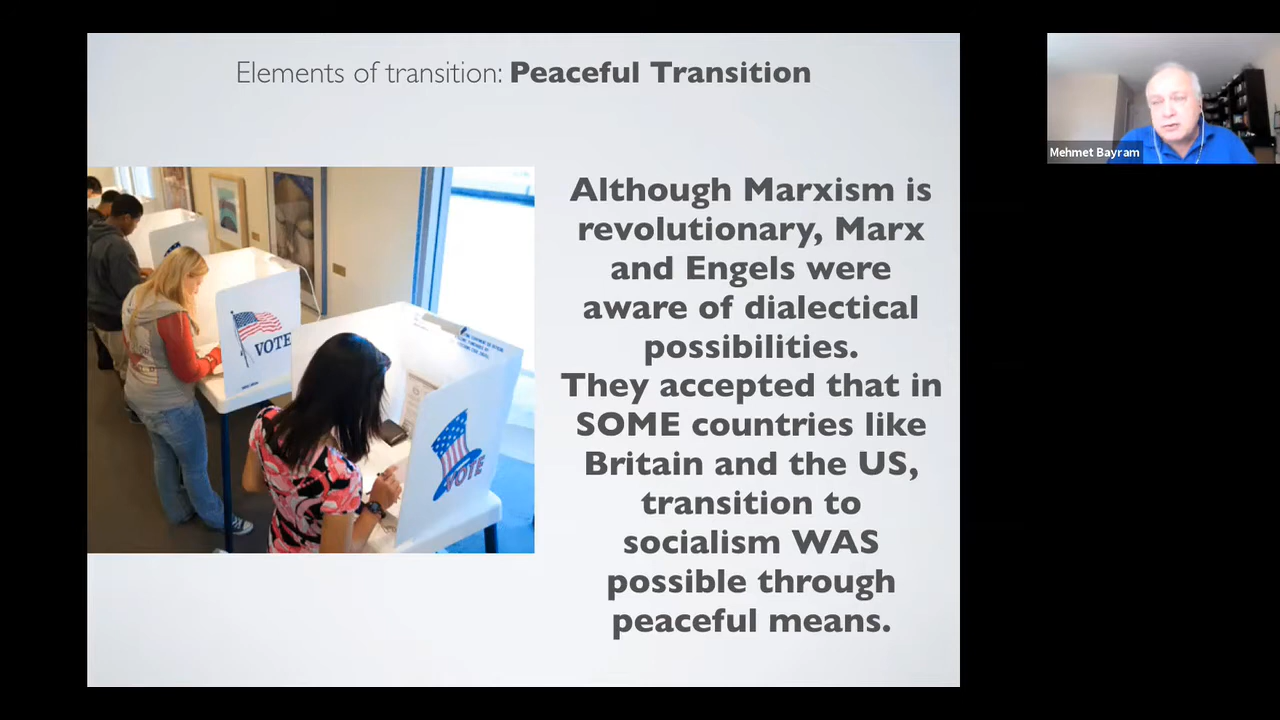 Elements of transition: Peaceful Transition
Mehmet Bayram
Although Marxism is
revolutionary, Marx
and Engels were
aware of dialectical
possibilities.
They accepted that in
SOME countries like
Britain and the US,
transition to
socialism WAS
possible through
peaceful means.
VOTE
VOTE